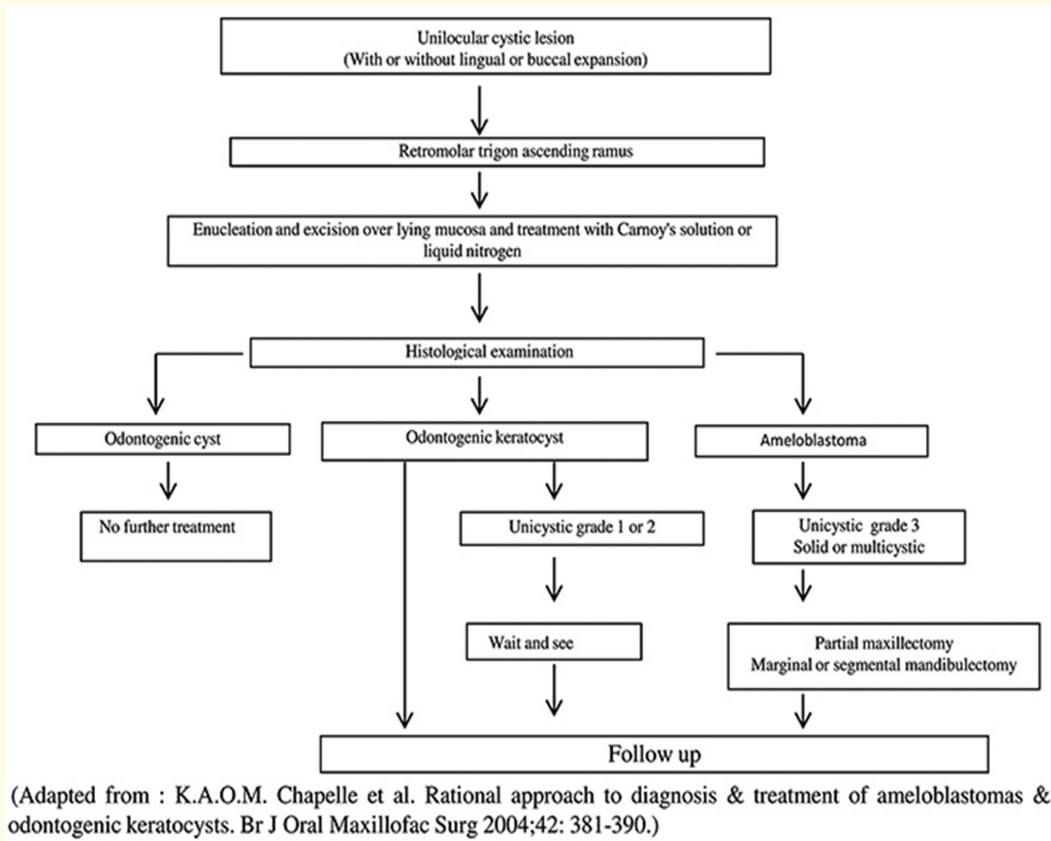 Unilocular cystic lesion
(With or without lingual or buccal expansion)
Retromolar trigon ascending ramus
Enucleation and excision over lying mucosa and treatment with Carnoy's solution or
liquid nitrogen
Histological examination
Odontogenic cyst
Odontogenic keratocyst
Ameloblastoma
No further treatment
Unicystic grade 1 or 2
Unicystic grade 3
Solid or multicystic
Wait and see
Partial maxillectomy
Marginal or segmental mandibulectomy
Follow up
(Adapted from : K.A.O.M. Chapelle et al. Rational approach to diagnosis & treatment of ameloblastomas &
odontogenic keratocysts. Br J Oral Maxillofac Surg 2004;42: 381-390.)